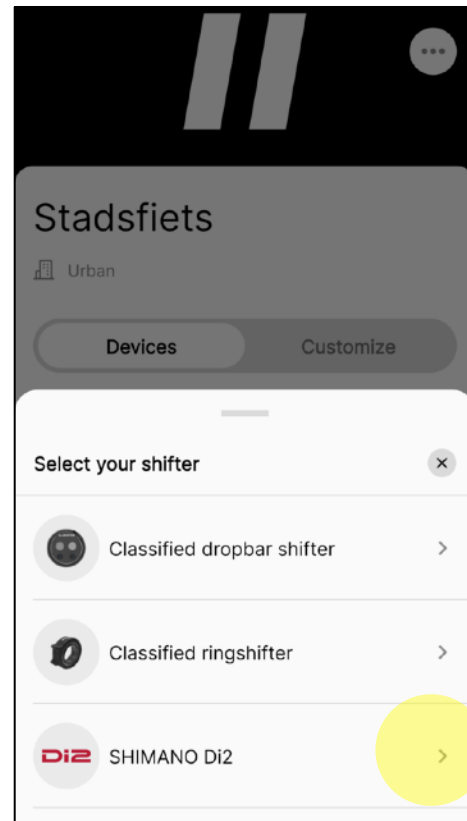 Stadsfiets
Urban
Devices Customize
Select your shifter
Classified dropbar shifter
Classified ringshifter
Di2 SHIMANO Di2